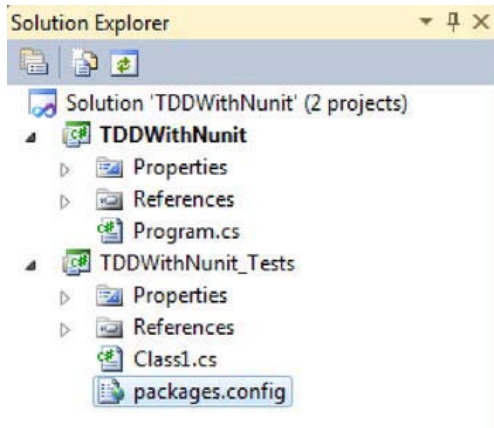 Solution Explorer
Solution 'TDDWithNunit' (2 projects)
TDDWithNunit
Properties
References
Program.cs
TDDWithNunit_Tests
Properties
References
Class1.cs
packages.config